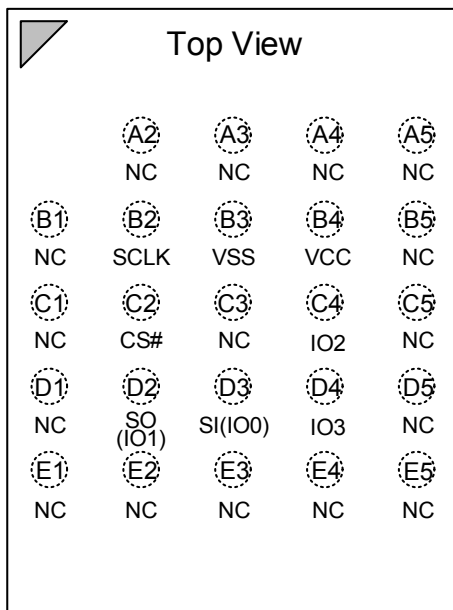 Top View
A2 A3 A4 A5
NC NC NC NC
B1 B2 B3 B4 B5
NC SCLK VSS VCC NC
C1 C2 C3 C4 C5
NC CS# NC IO2 NC
D1 D2 D3 D4 D5
NC SO SI(IO0) IO3 NC
(IO1)
E1 E2 E3 E4 E5
NC NC NC NC NC